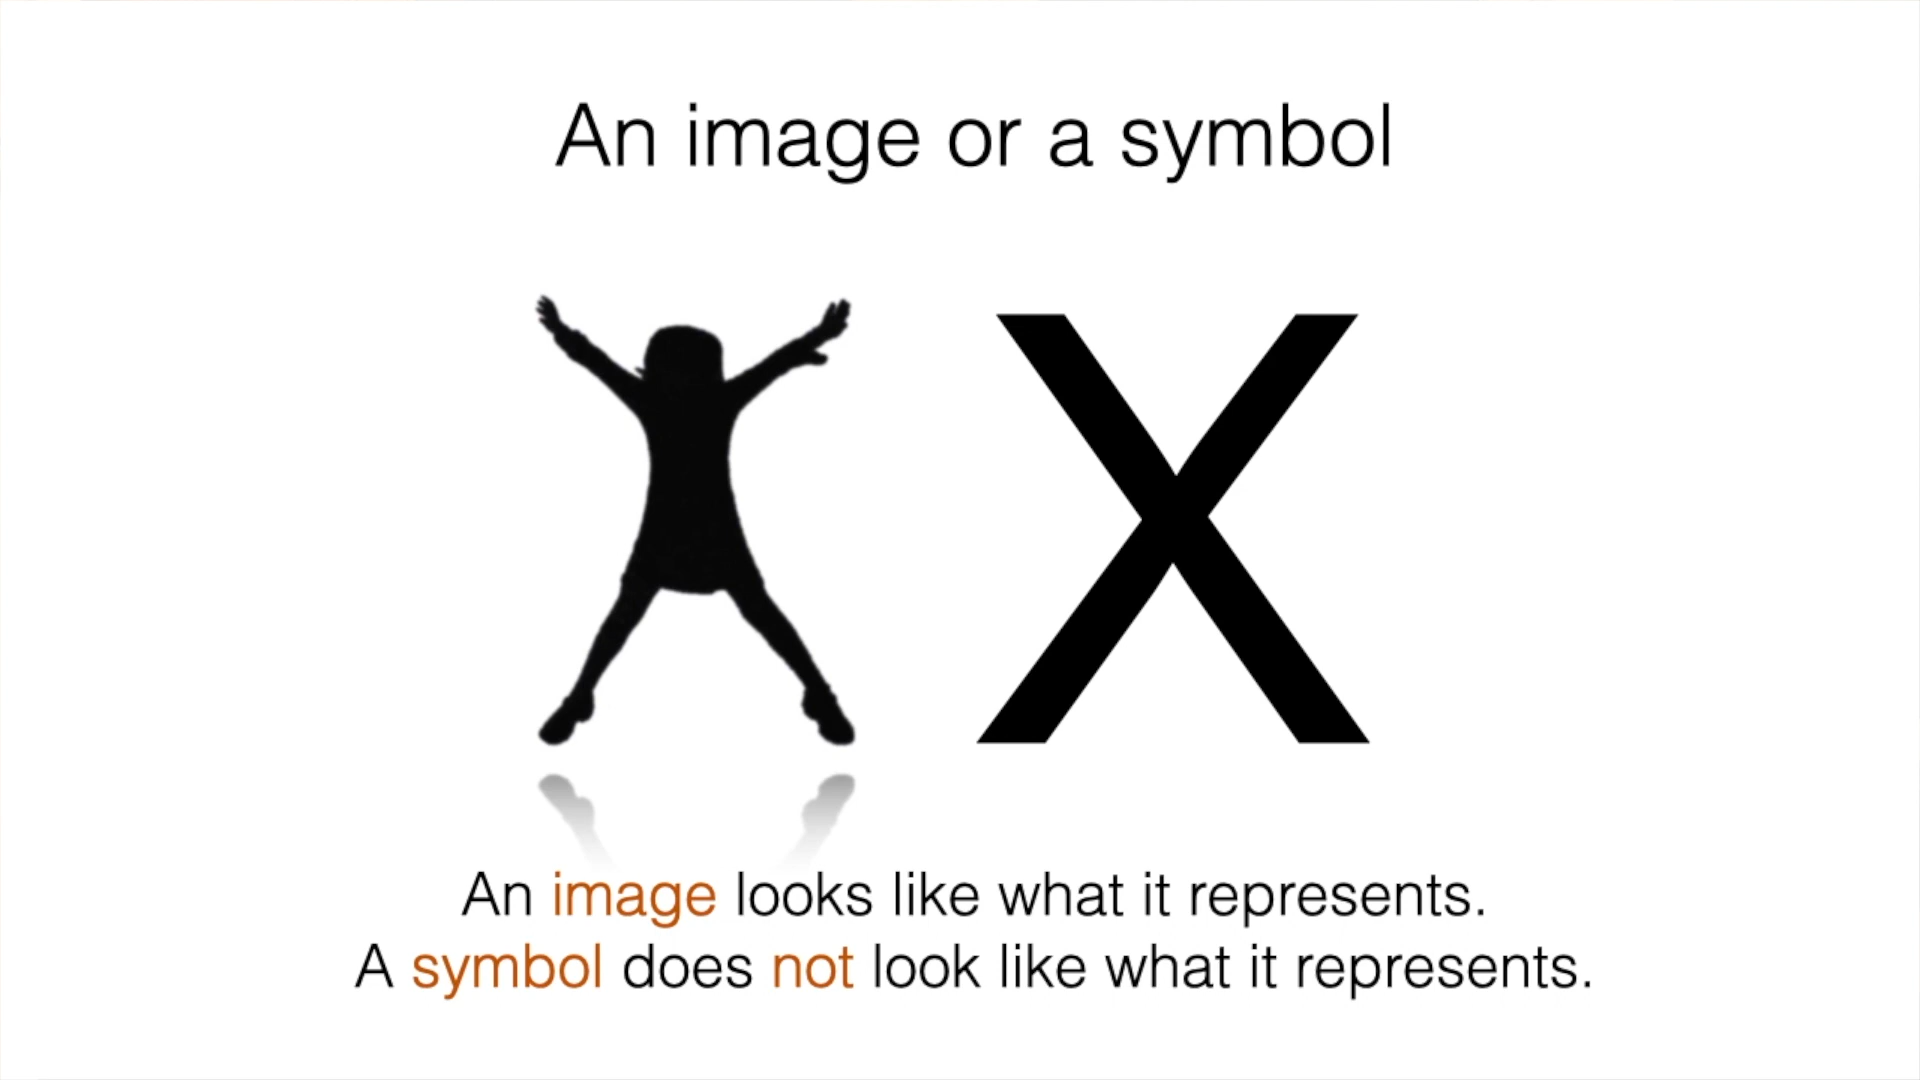 An image or a symbol
X
An image looks like what it represents.
A symbol does not look like what it represents.